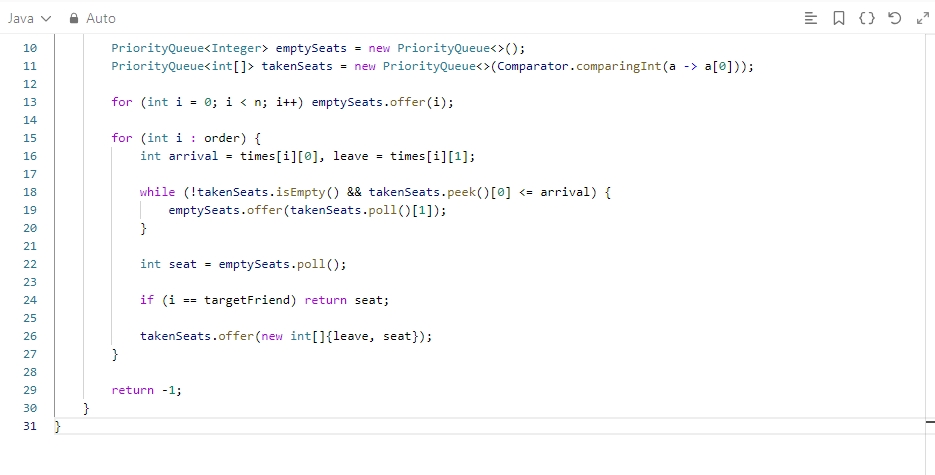 Java Auto
10 PriorityQueue<Integer> emptySeats = new PriorityQueue<>();
11 PriorityQueue<int[]> takenSeats = new PriorityQueue<>(Comparator.comparingInt(a -> a[0]));
12
13 for (int i = 0; i < n; i++) emptySeats.offer(i);
14
15 for (int i : order) {
16 int arrival = times[i][0], leave = times[i][1];
17
18 while (!takenSeats.isEmpty() && takenSeats.peek()[0] <= arrival) {
19 emptySeats.offer(takenSeats.poll()[1]);
20 }
21
22 int seat = emptySeats.poll();
23
24 if (i == targetFriend) return seat;
25
26 takenSeats.offer(new int[]{leave, seat});
27 }
28
29 return -1;
30 }
31 }